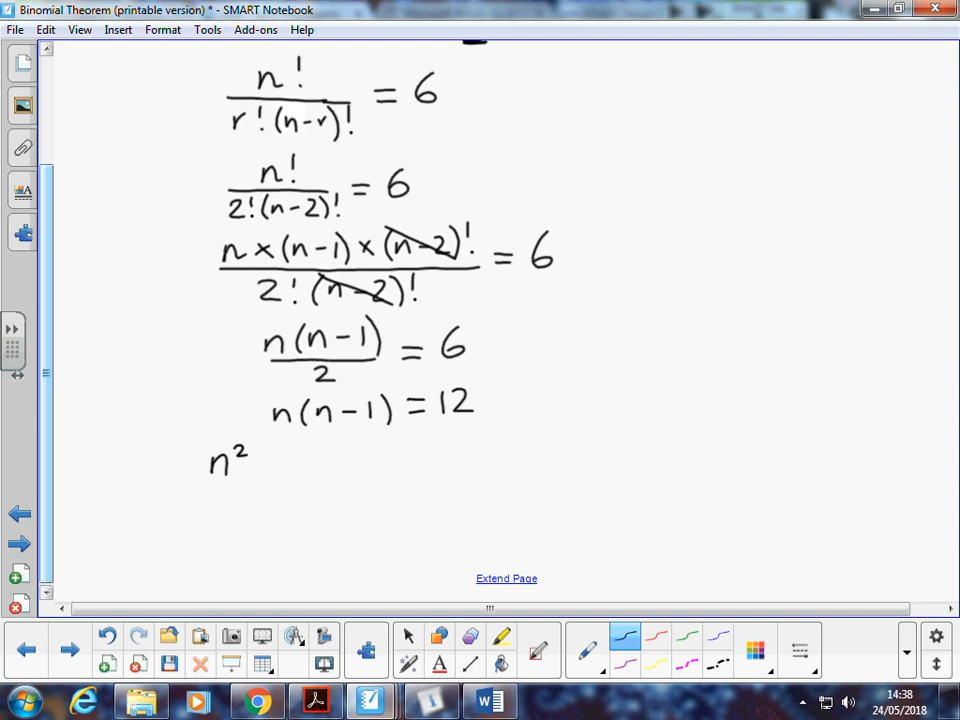 Binomial Theorem (printable version) * - SMART Notebook
File Edit View Insert Format Tools Add-ons Help
n!
r!(n-r)! = 6
n!
2!(n-2)! = 6
n×(n-1)×(n-2)!
2!(n-2)! = 6
n(n-1)
2 = 6
n(n-1) = 12
n²
Extend Page
14:38
24/05/2018